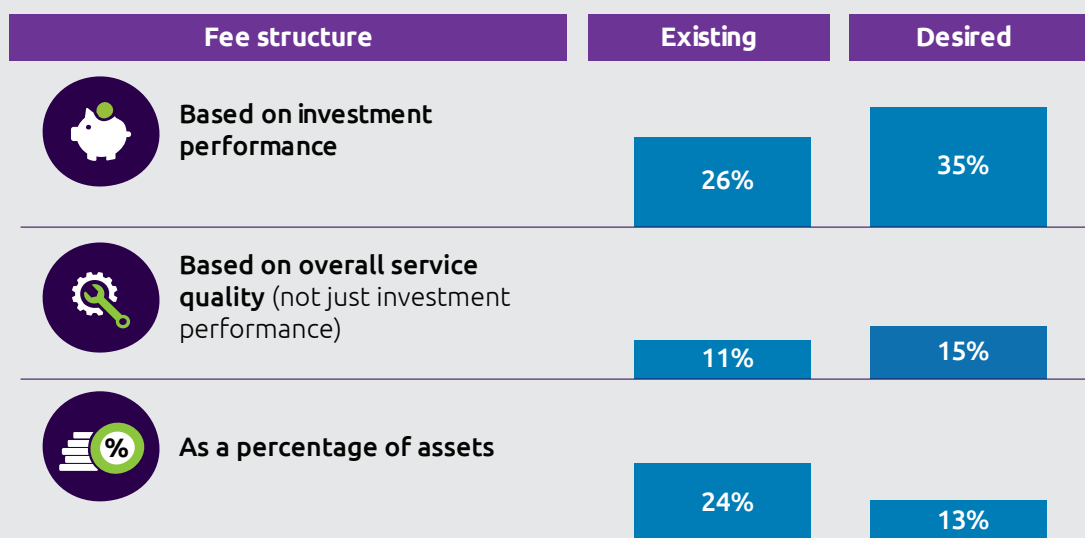 Fee structure Existing Desired
Based on investment
performance
26% 35%
Based on overall service
quality (not just investment
performance)
11% 15%
% As a percentage of assets
24% 13%